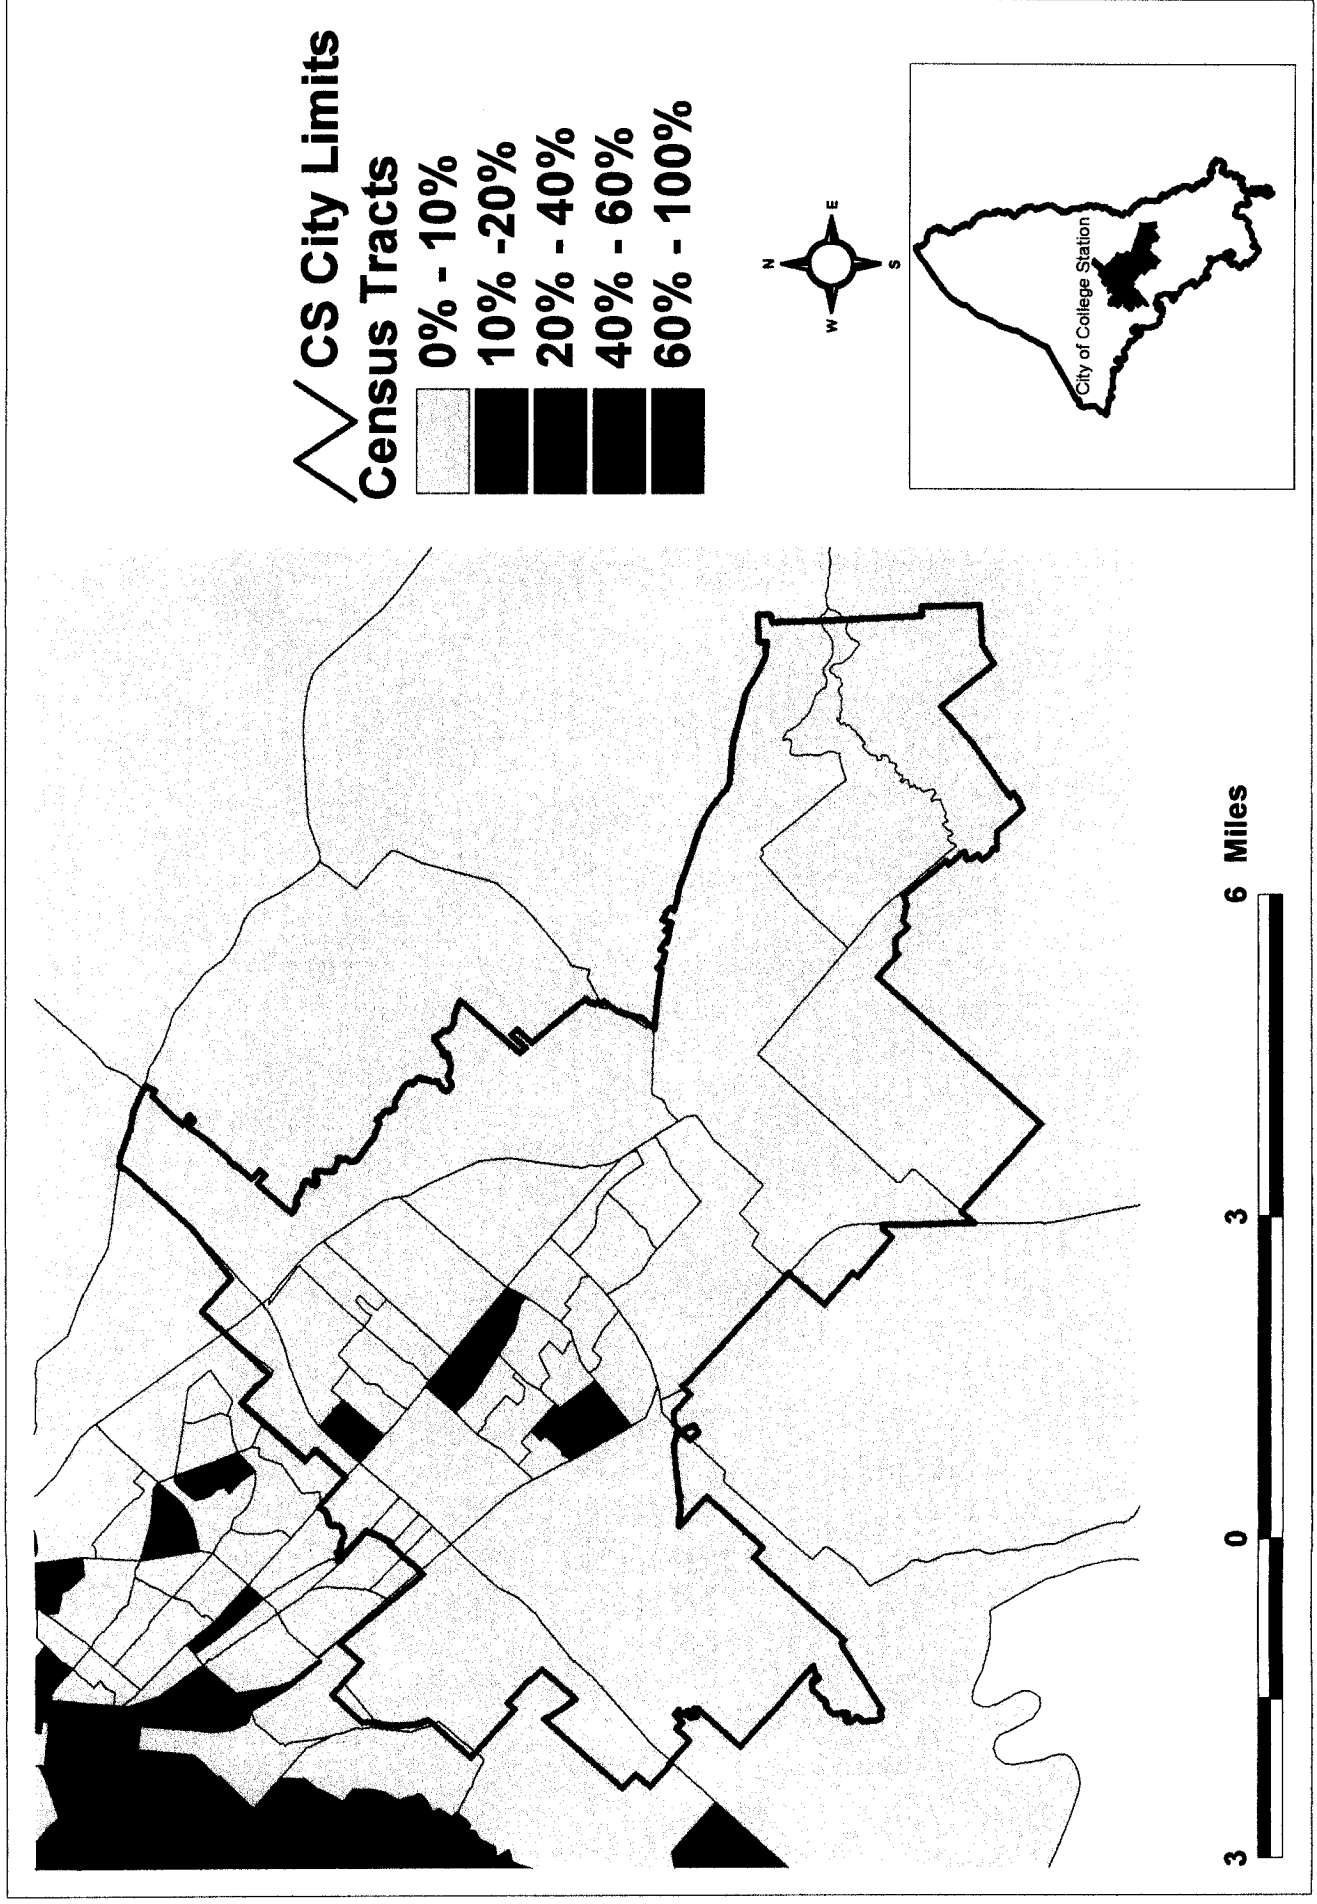 CS City Limits
Census Tracts
0% - 10%
10% -20%
20% - 40%
40% - 60%
60% - 100%
N
W
E
S
City of College Station
3
0
3
6 Miles